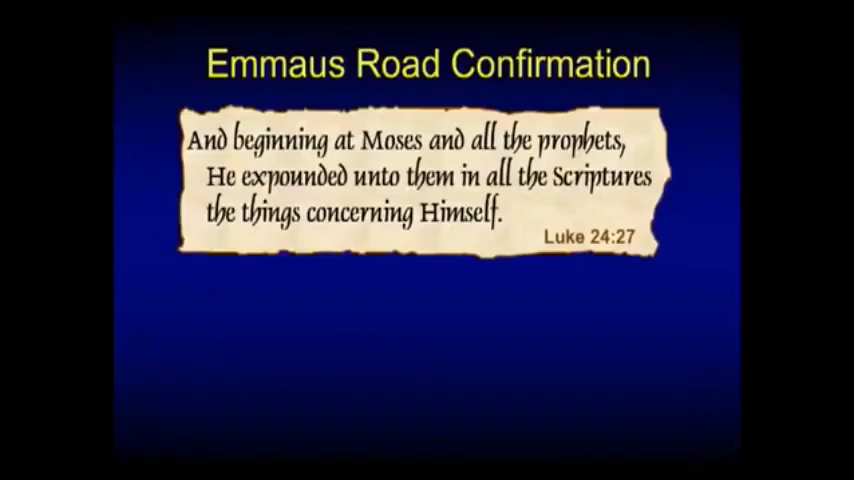 Emmaus Road Confirmation
And beginning at Moses and all the prophets,
He expounded unto them in all the Scriptures
the things concerning Himself.
Luke 24:27